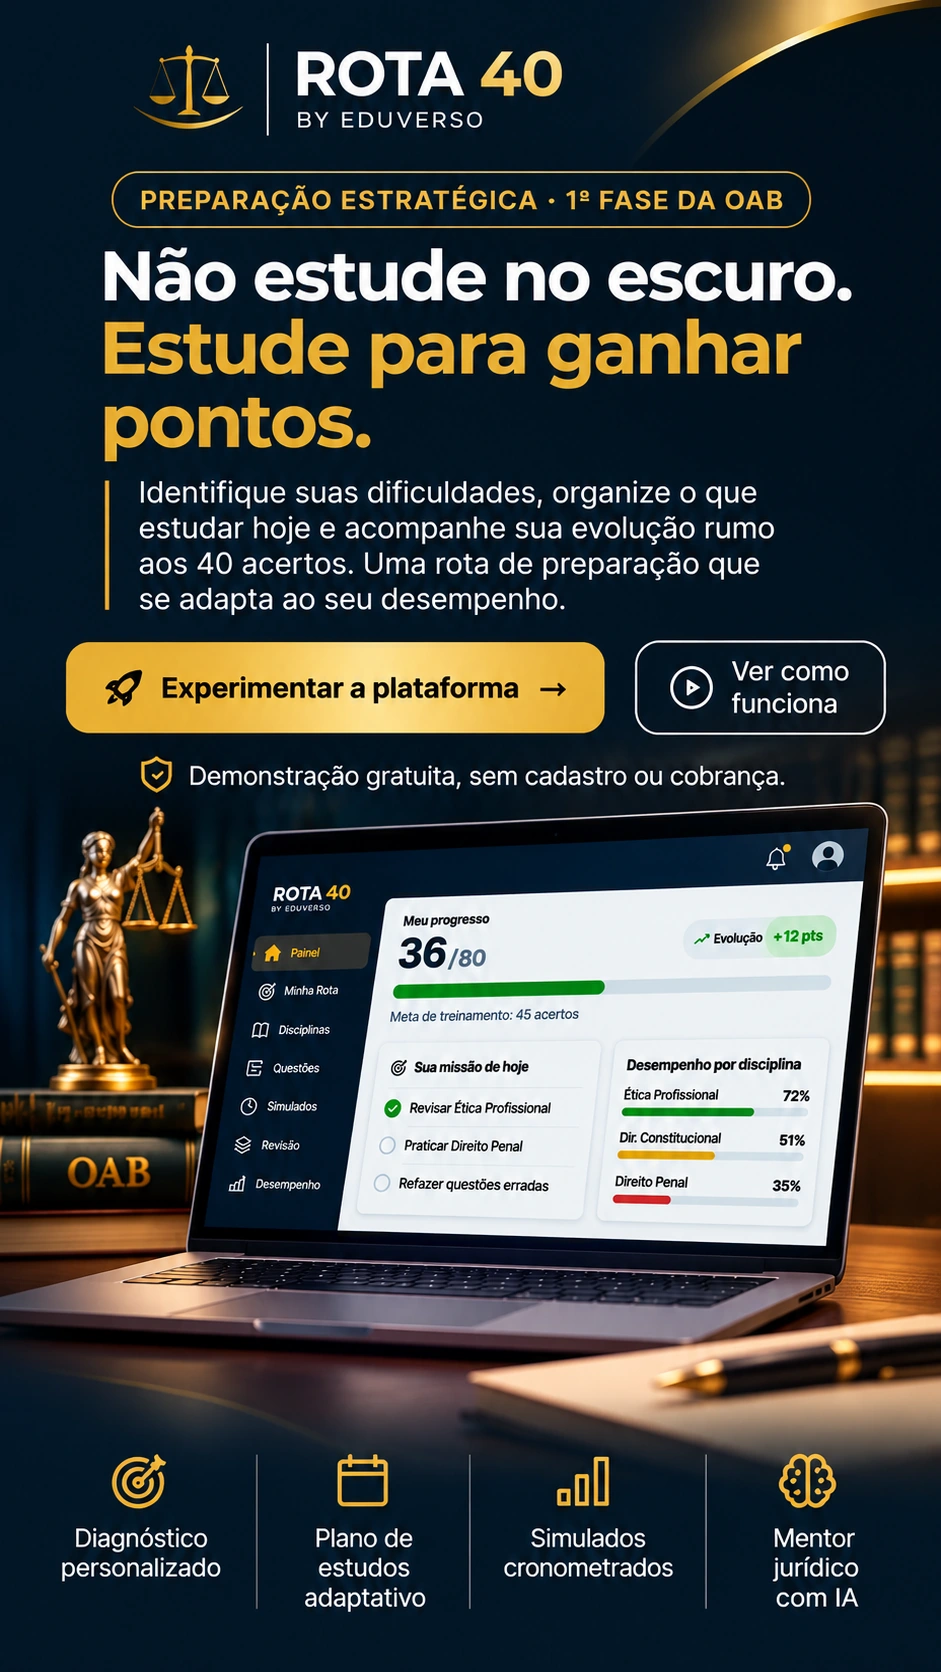 ROTA 40
BY EDUVERSO
PREPARAÇÃO ESTRATÉGICA · 1ª FASE DA OAB
Não estude no escuro.
Estude para ganhar
pontos.
Identifique suas dificuldades, organize o que
estudar hoje e acompanhe sua evolução rumo
aos 40 acertos. Uma rota de preparação que
se adapta ao seu desempenho.
Experimentar a plataforma →
Ver como
funciona
Demonstração gratuita, sem cadastro ou cobrança.
ROTA 40
BY EDUVERSO
Painel
Minha Rota
Disciplinas
Questões
Simulados
Revisão
Desempenho
Meu progresso
36/80
Evolução +12 pts
Meta de treinamento: 45 acertos
Sua missão de hoje
Revisar Ética Profissional
Praticar Direito Penal
Refazer questões erradas
Desempenho por disciplina
Ética Profissional 72%
Dir. Constitucional 51%
Direito Penal 35%
OAB
Diagnóstico
personalizado
Plano de
estudos
adaptativo
Simulados
cronometrados
Mentor
jurídico
com IA